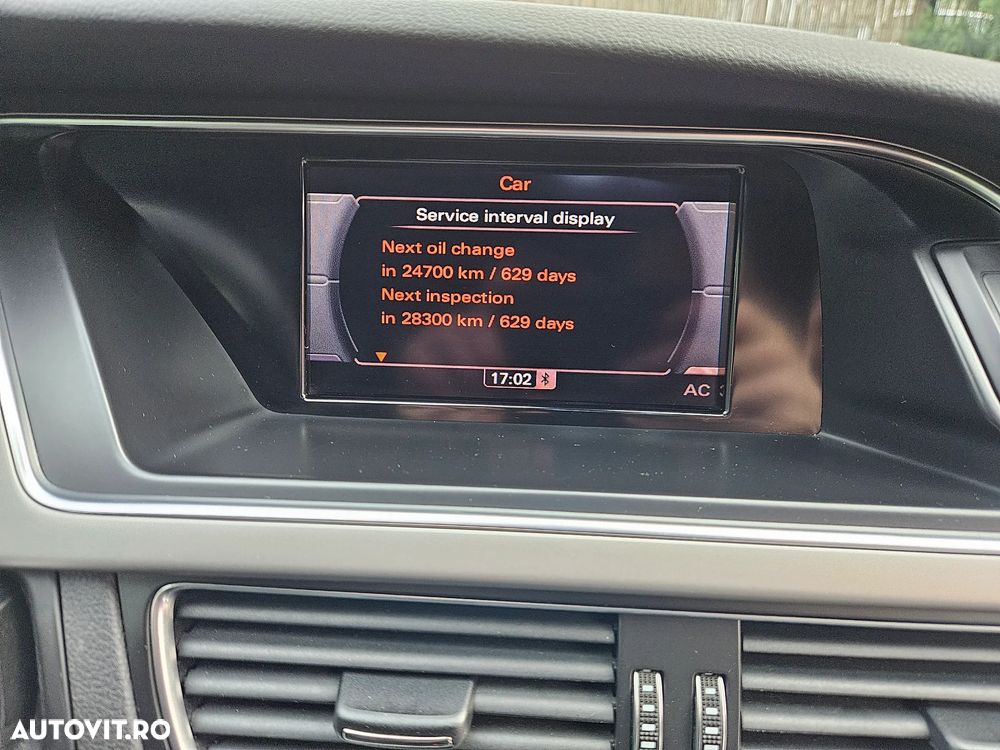 Car
Service interval display
Next oil change
in 24700 km / 629 days
Next inspection
in 28300 km / 629 days
17:02
AC
AUTOVIT.RO